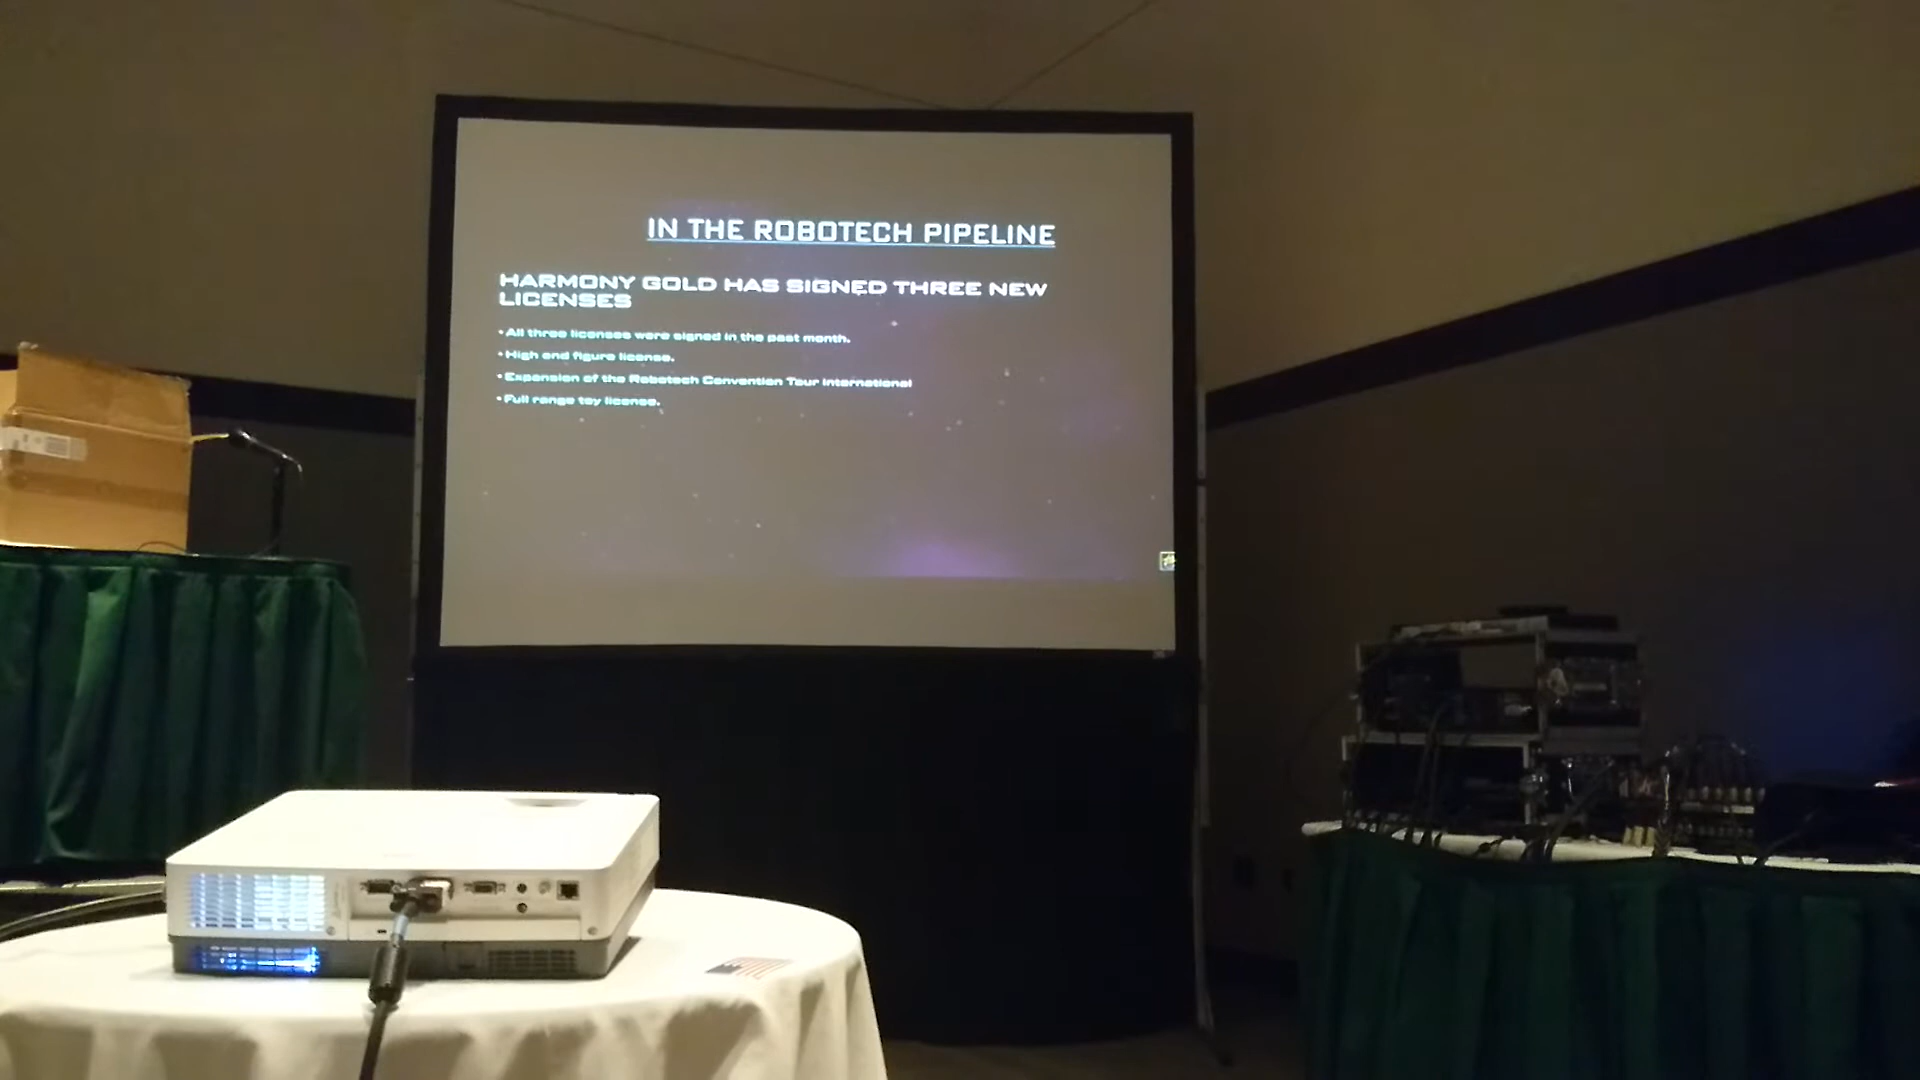 IN THE ROBOTECH PIPELINE
HARMONY GOLD HAS SIGNED THREE NEW
LICENSES
• All three licenses were signed in the past month.
• High end figure license.
• Expansion of the Robotech Convention Tour international
• Full range toy license.